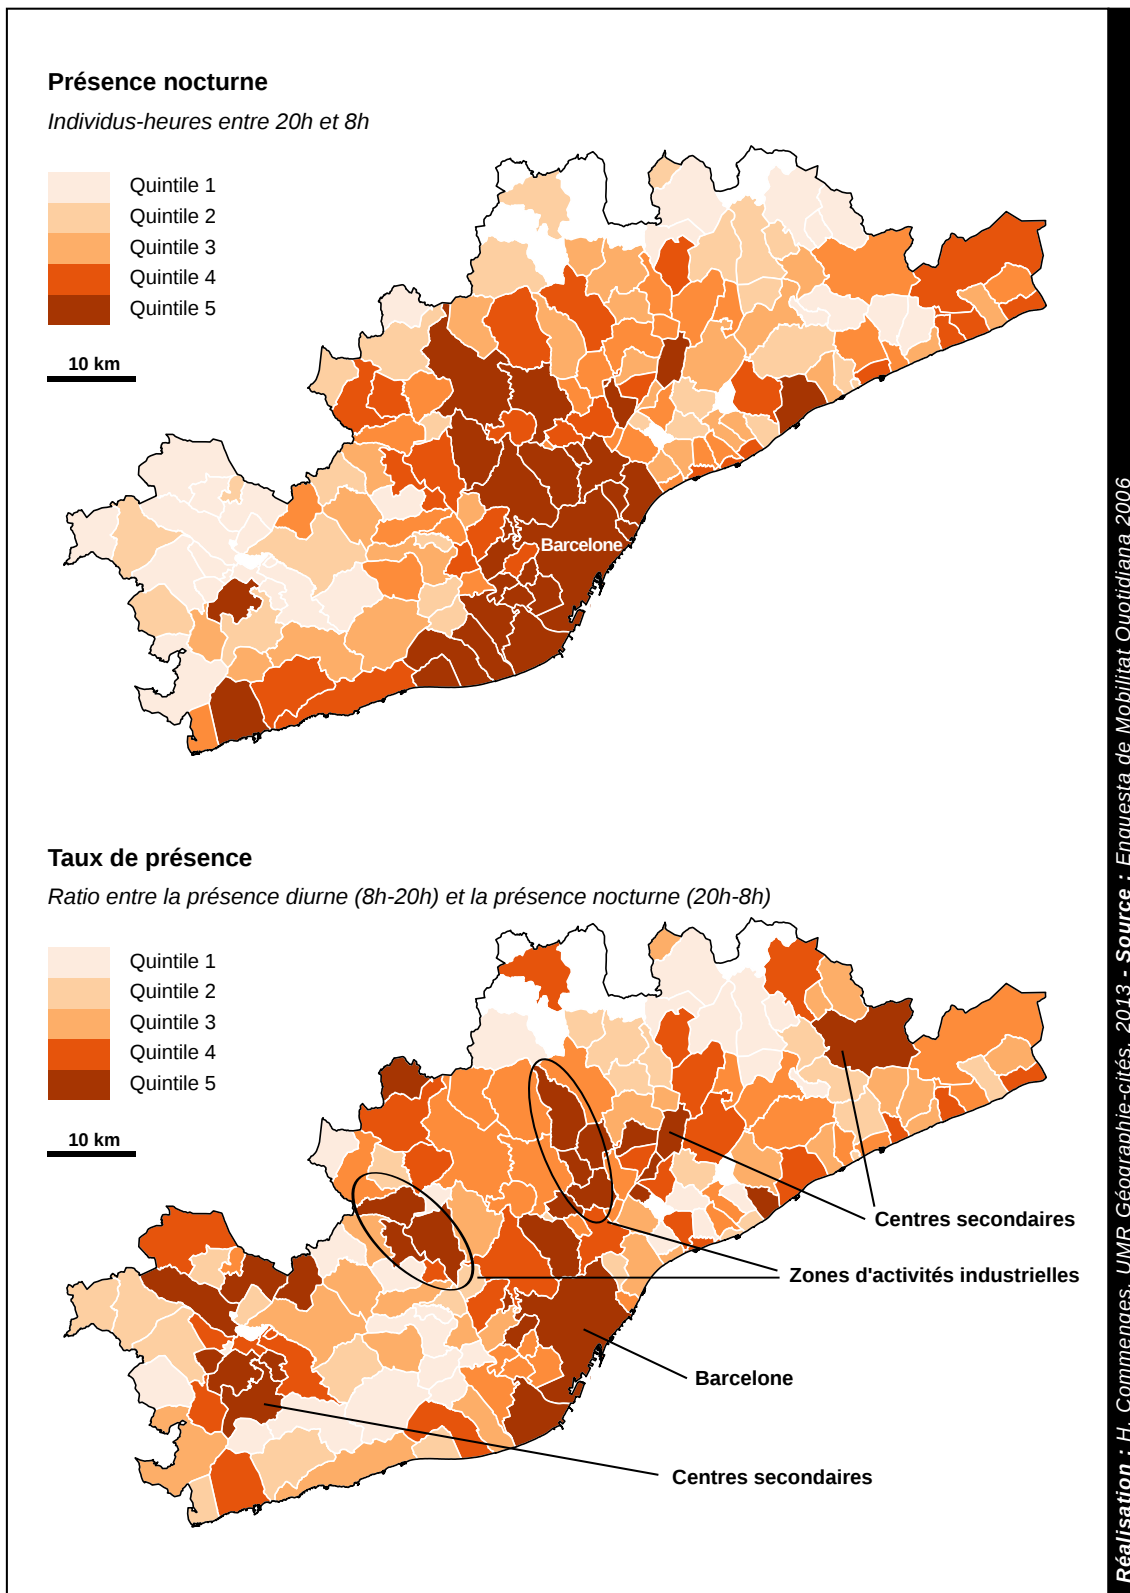 Présence nocturne
Individus-heures entre 20h et 8h
Quintile 1
Quintile 2
Quintile 3
Quintile 4
Quintile 5
10 km
Barcelone
Taux de présence
Ratio entre la présence diurne (8h-20h) et la présence nocturne (20h-8h)
Quintile 1
Quintile 2
Quintile 3
Quintile 4
Quintile 5
10 km
Centres secondaires
Zones d'activités industrielles
Barcelone
Centres secondaires
Réalisation : H. Commenges, UMR Géographie-cités, 2013 - Source : Enquesta de Mobilitat Quotidiana 2006